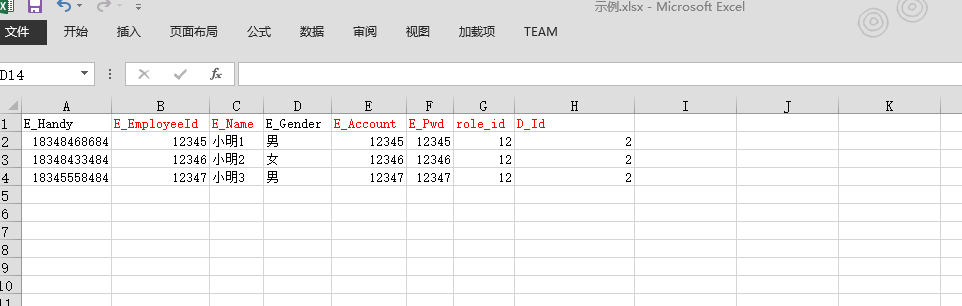 示例.xlsx - Microsoft Excel
文件 开始 插入 页面布局 公式 数据 审阅 视图 加载项 TEAM
D14 fx
A B C D E F G H I J K
1 E_Handy E_EmployeeId E_Name E_Gender E_Account E_Pwd role_id D_Id
2 18348468684 12345 小明1 男 12345 12345 12 2
3 18348433484 12346 小明2 女 12346 12346 12 2
4 18345558484 12347 小明3 男 12347 12347 12 2
5
6
7
8
9
10
11